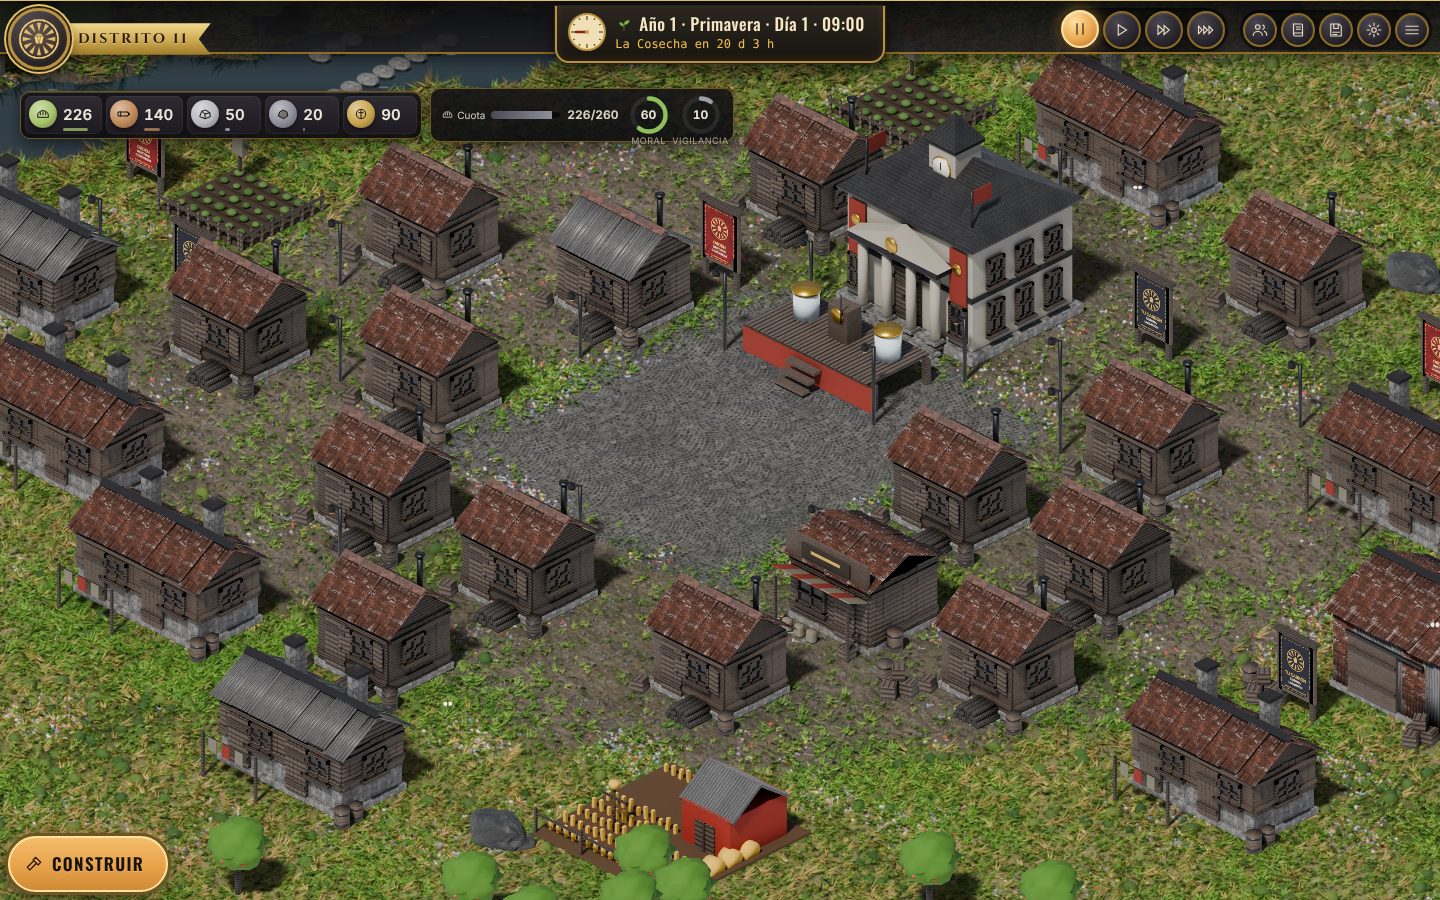 DISTRITO 11
Año 1 · Primavera · Día 1 · 09:00
La Cosecha en 20 d 3 h
226
140
50
20
90
Cuota
226/260
60
10
MORAL
VIGILANCIA
CONSTRUIR